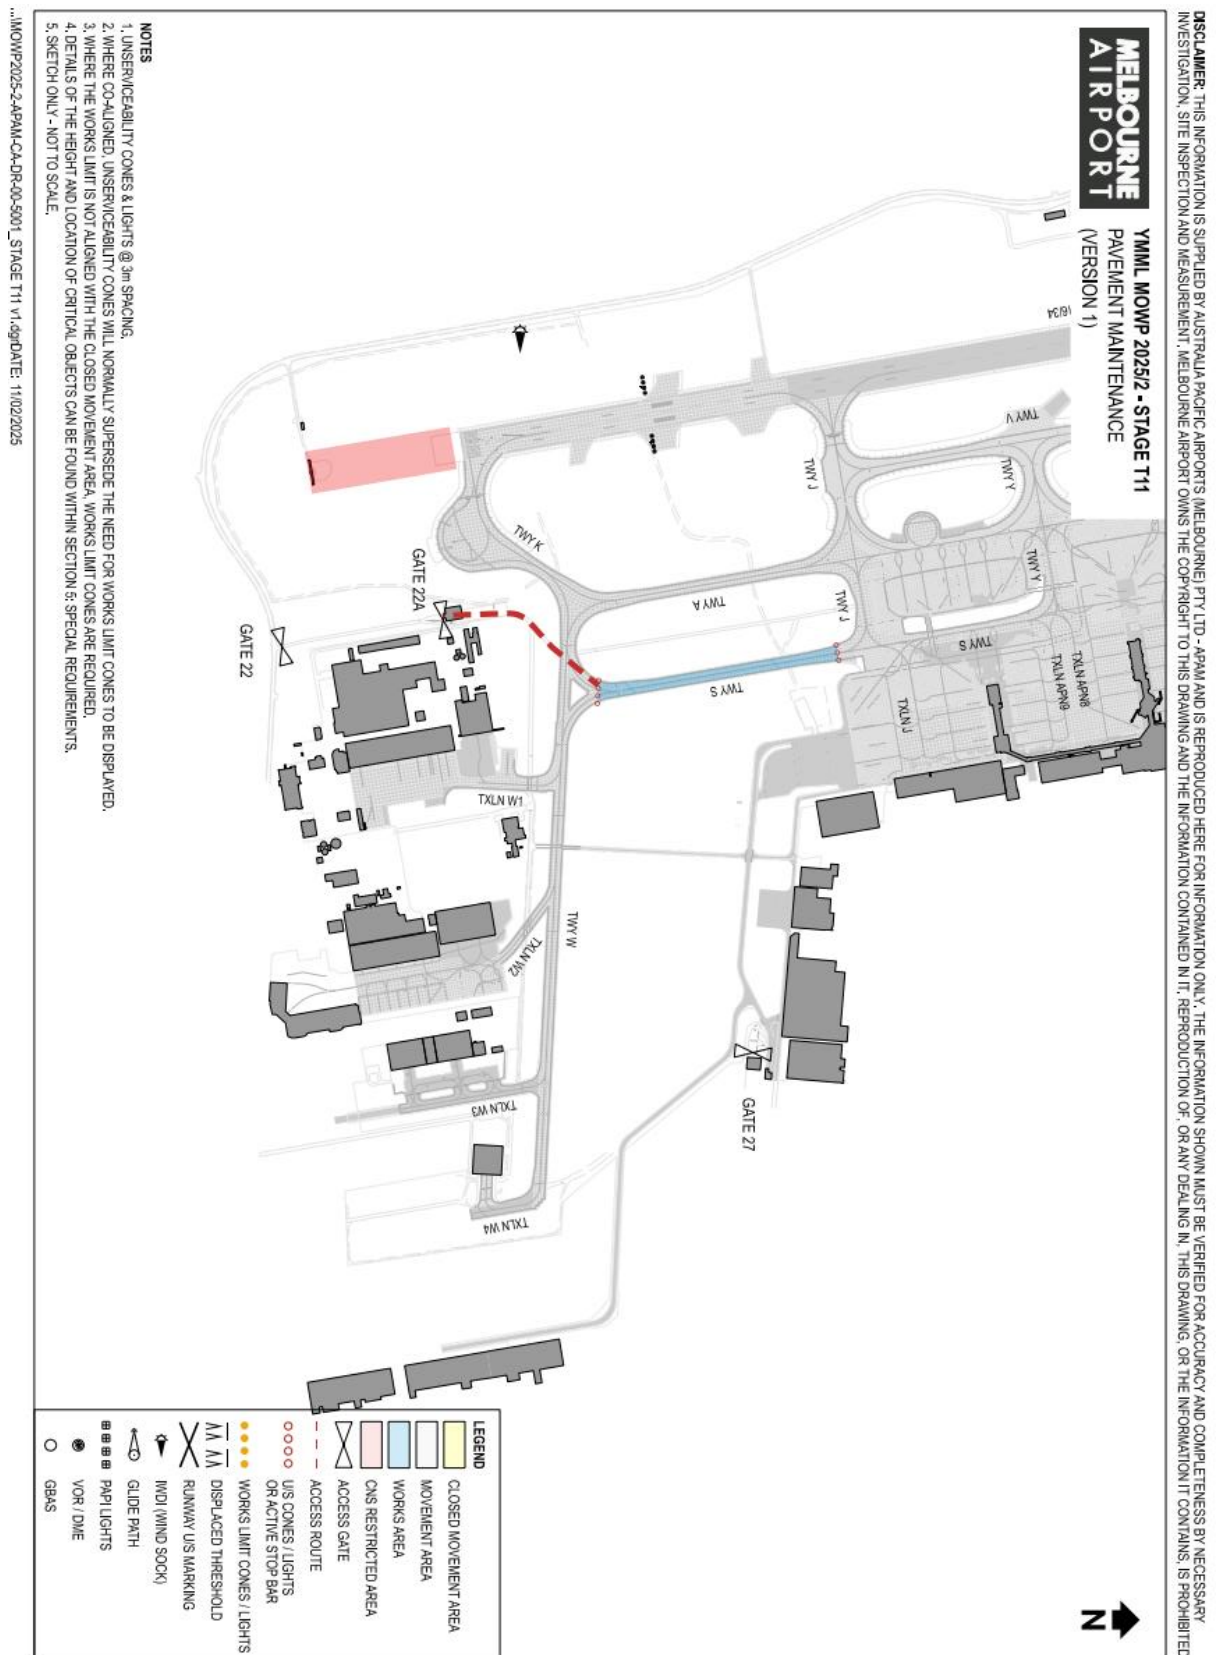 DISCLAIMER: THIS INFORMATION IS SUPPLIED BY AUSTRALIA PACIFIC AIRPORTS (MELBOURNE) PTY LTD - APAM AND IS REPRODUCED HERE FOR INFORMATION ONLY. THE INFORMATION SHOWN MUST BE VERIFIED FOR ACCURACY AND COMPLETENESS BY NECESSARY
INVESTIGATION, SITE INSPECTION AND MEASUREMENT. MELBOURNE AIRPORT OWNS THE COPYRIGHT TO THIS DRAWING AND THE INFORMATION CONTAINED IN IT. REPRODUCTION OF, OR ANY DEALING IN, THIS DRAWING, OR THE INFORMATION IT CONTAINS, IS PROHIBITED
MELBOURNE
AIRPORT
YMML MOWP 2025/2 - STAGE T11
PAVEMENT MAINTENANCE
(VERSION 1)
16/34
TWY V
TWY Y
TWY J
TWY Y
TWY J
TWY S
TXLN APN8
TXLN APN9
TXLN J
TWY A
TWY K
TWY S
GATE 22A
GATE 22
TXLN W1
TWY W
TXLN W2
GATE 27
TXLN W3
TXLN W4
N
LEGEND
CLOSED MOVEMENT AREA
MOVEMENT AREA
WORKS AREA
CNS RESTRICTED AREA
ACCESS GATE
ACCESS ROUTE
U/S CONES / LIGHTS
OR ACTIVE STOP BAR
WORKS LIMIT CONES / LIGHTS
DISPLACED THRESHOLD
RUNWAY U/S MARKING
IWDI (WIND SOCK)
GLIDE PATH
PAPI LIGHTS
VOR / DME
GBAS
NOTES
1. UNSERVICEABILITY CONES & LIGHTS @ 3m SPACING.
2. WHERE CO-ALIGNED, UNSERVICEABILITY CONES WILL NORMALLY SUPERSEDE THE NEED FOR WORKS LIMIT CONES TO BE DISPLAYED.
3. WHERE THE WORKS LIMIT IS NOT ALIGNED WITH THE CLOSED MOVEMENT AREA, WORKS LIMIT CONES ARE REQUIRED.
4. DETAILS OF THE HEIGHT AND LOCATION OF CRITICAL OBJECTS CAN BE FOUND WITHIN SECTION 5: SPECIAL REQUIREMENTS.
5. SKETCH ONLY - NOT TO SCALE.
...\MOWP2025-2-APAM-CA-DR-00-5001_STAGE T11 v1.dgnDATE: 11/02/2025